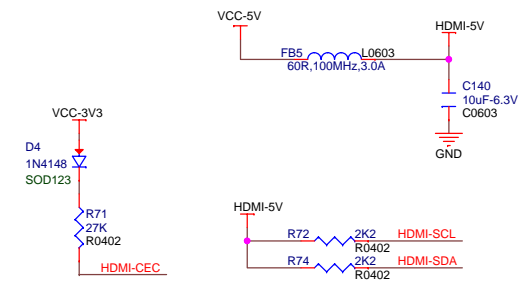 VCC-5V
HDMI-5V
FB5 L0603
60R,100MHz,3.0A
C140
10uF-6.3V
C0603
GND
VCC-3V3
D4
1N4148
SOD123
R71
27K
R0402
HDMI-CEC
HDMI-5V
R72 2K2 HDMI-SCL
R0402
R74 2K2 HDMI-SDA
R0402